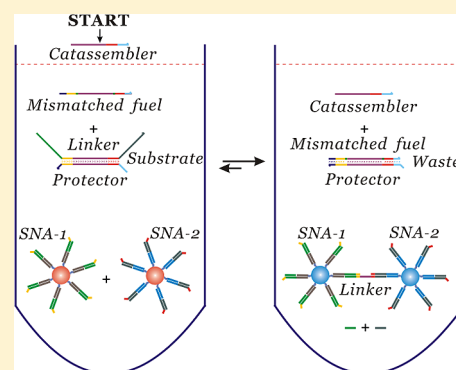 START
Catassembler
Mismatched fuel
+
Linker
Substrate
Protector
SNA-1
SNA-2
+
Catassembler
+
Mismatched fuel
Waste
Protector
SNA-1
SNA-2
Linker
+